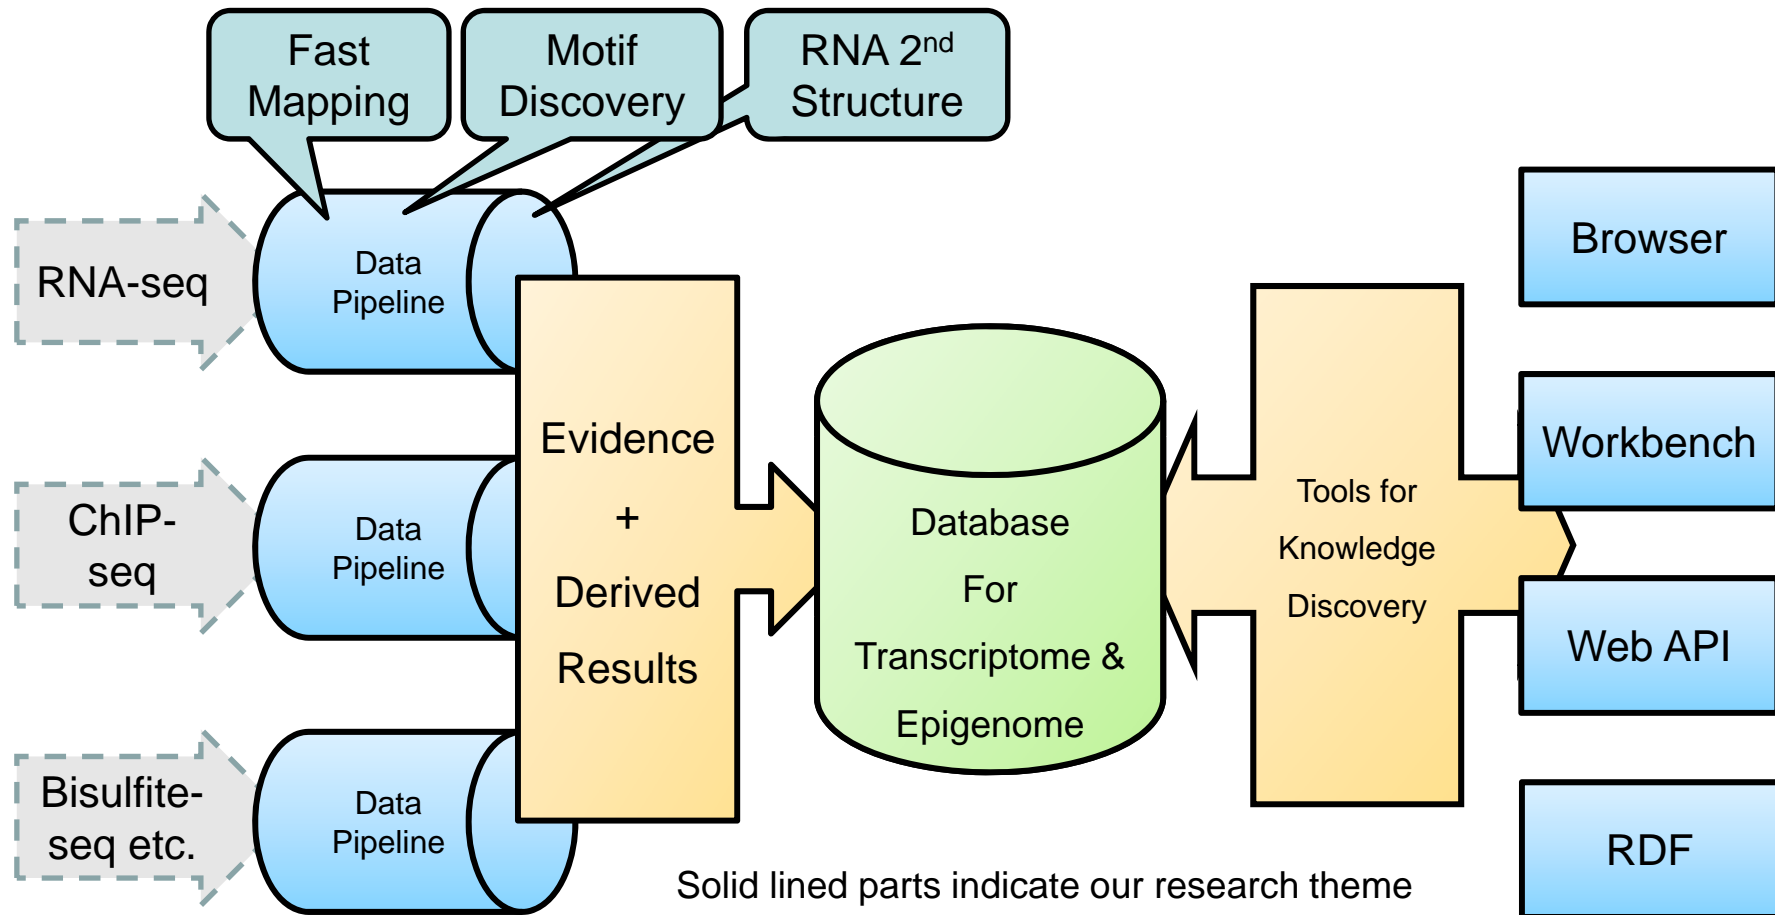 Fast
Mapping
Motif
Discovery
RNA 2nd
Structure
RNA-seq
Data
Pipeline
ChIP-
seq
Data
Pipeline
Bisulfite-
seq etc.
Data
Pipeline
Evidence
+
Derived
Results
Database
For
Transcriptome &
Epigenome
Tools for
Knowledge
Discovery
Browser
Workbench
Web API
RDF
Solid lined parts indicate our research theme